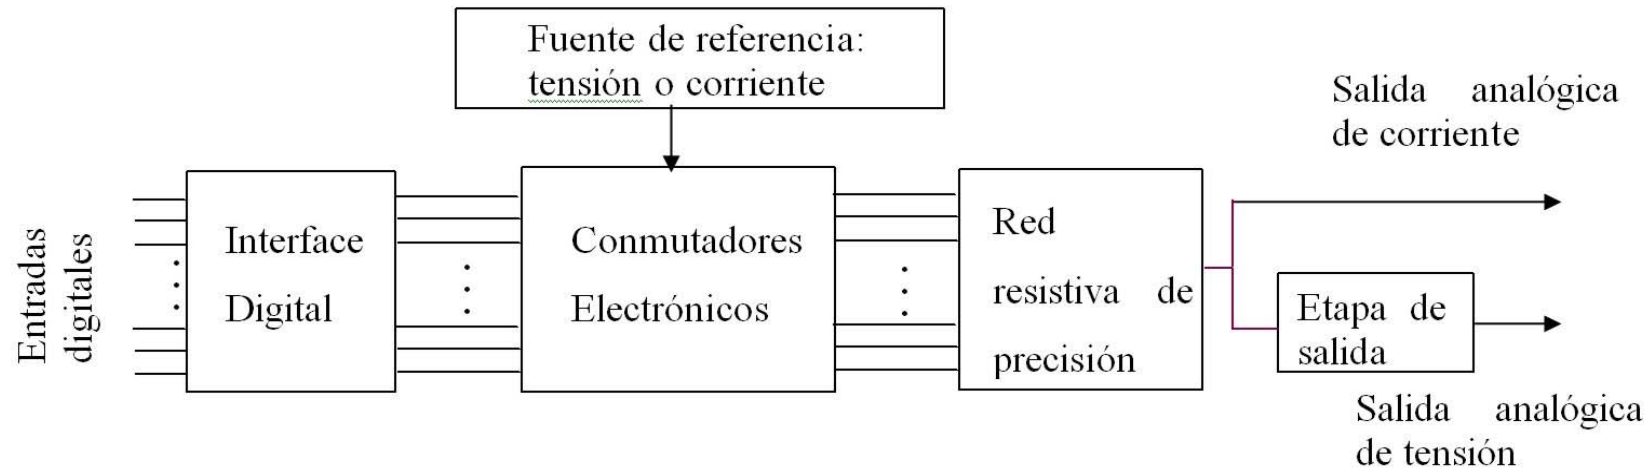 Fuente de referencia:
tensión o corriente
Salida analógica
de corriente
Entradas
digitales
Interface
Digital
Conmutadores
Electrónicos
Red
resistiva de
precisión
Etapa de
salida
Salida analógica
de tensión